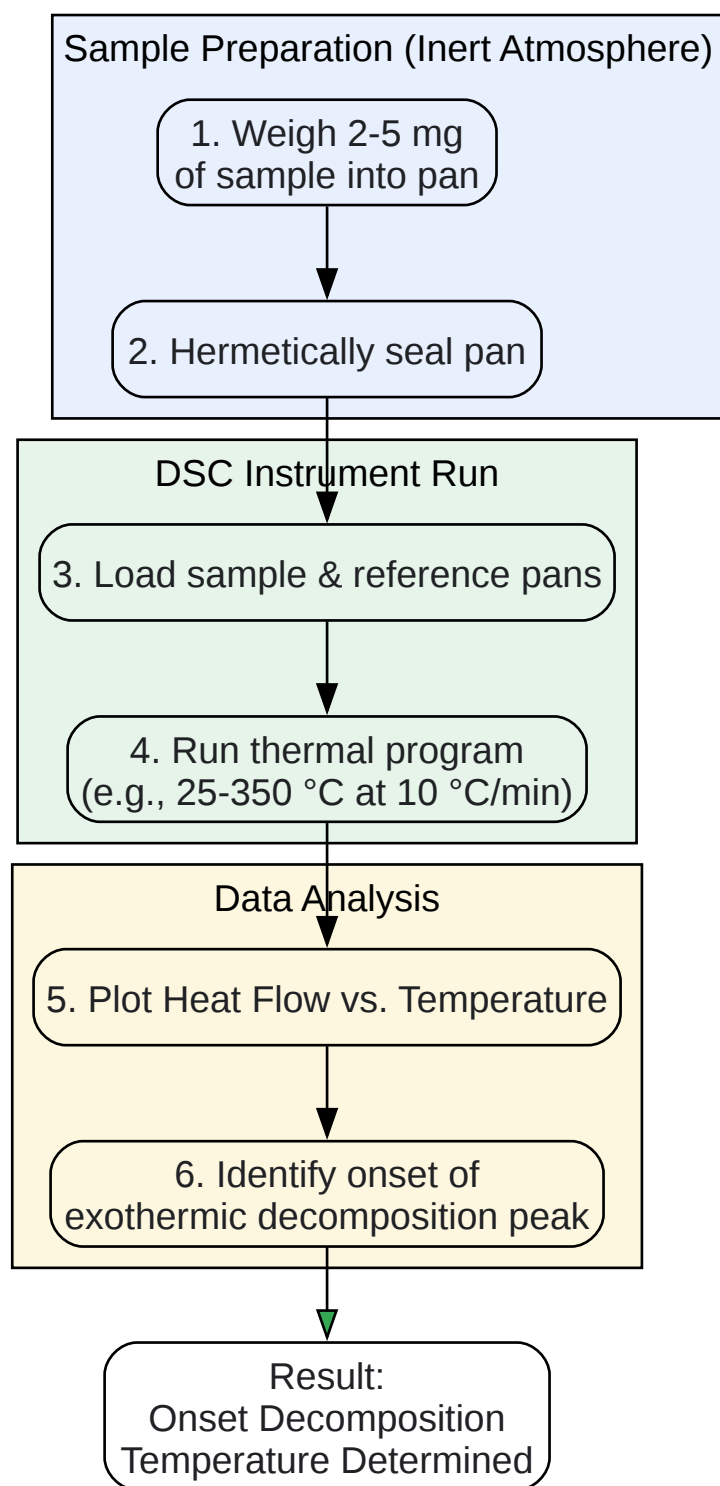 Sample Preparation (Inert Atmosphere)
1. Weigh 2-5 mg
of sample into pan
2. Hermetically seal pan
DSC Instrument Run
3. Load sample & reference pans
4. Run thermal program
(e.g., 25-350 °C at 10 °C/min)
Data Analysis
5. Plot Heat Flow vs. Temperature
6. Identify onset of
exothermic decomposition peak
Result:
Onset Decomposition
Temperature Determined